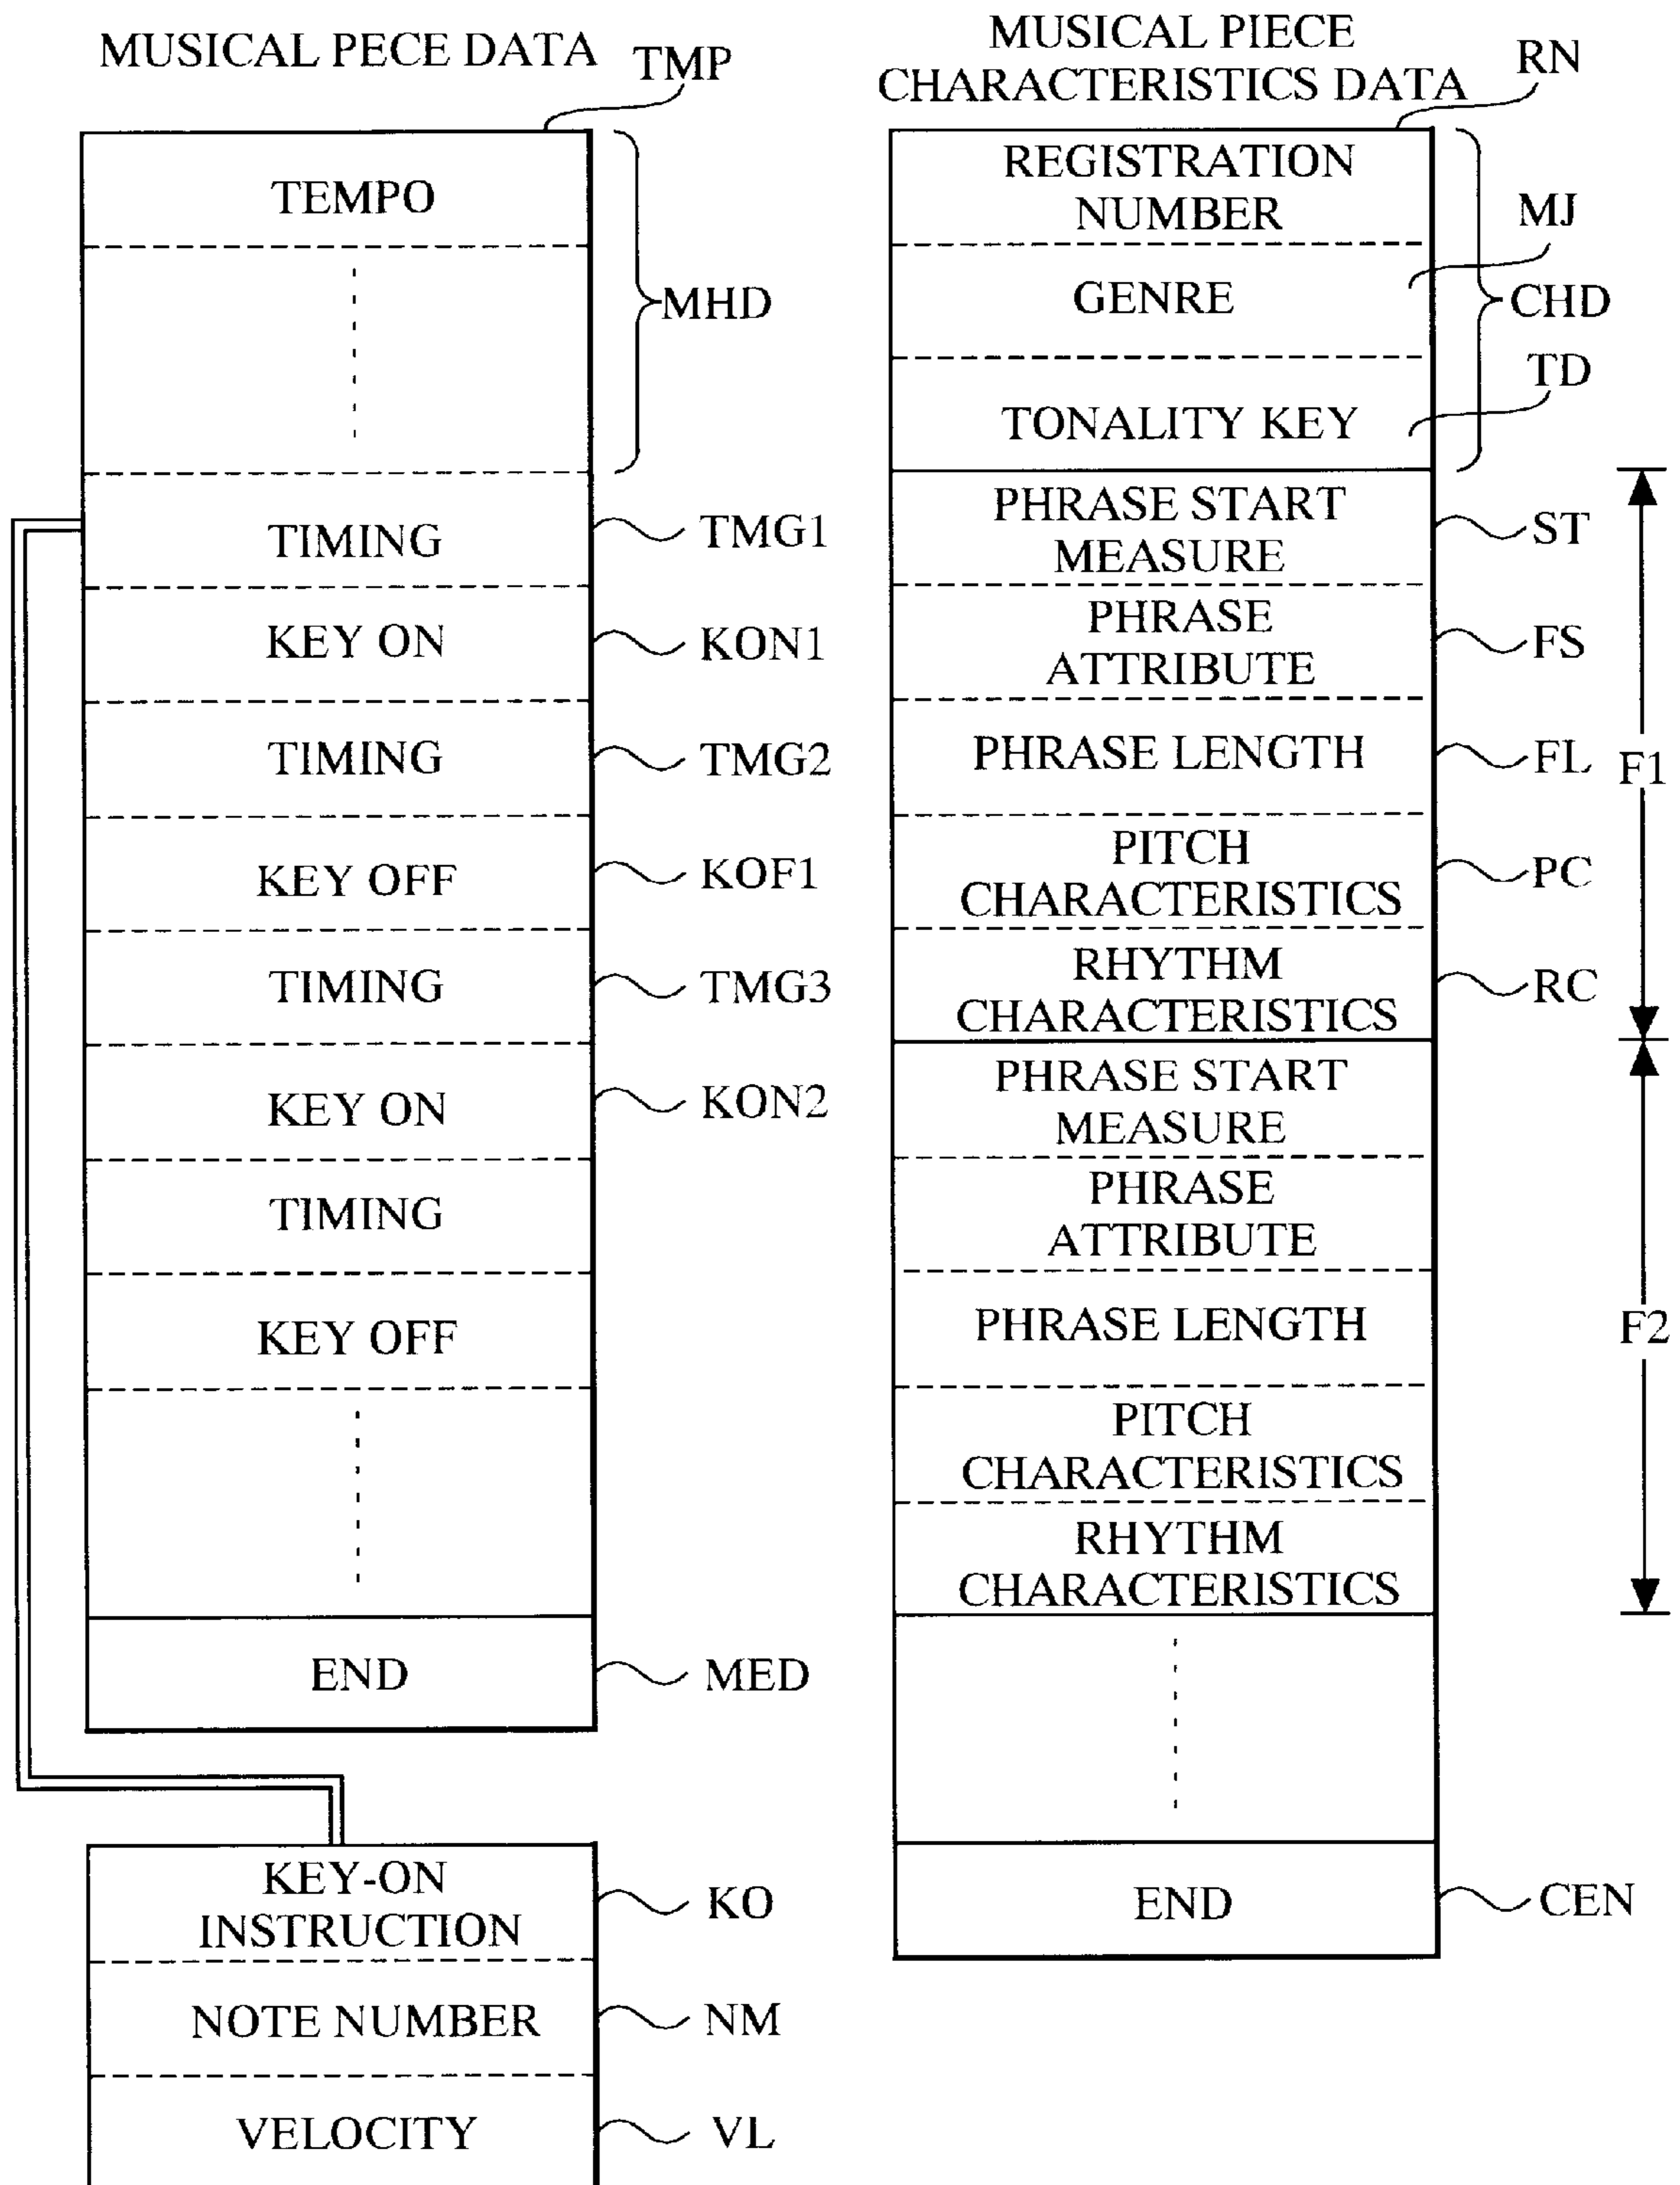 MUSICAL PECE DATA
TMP
TEMPO
MHD
TIMING
TMG1
KEY ON
KON1
TIMING
TMG2
KEY OFF
KOF1
TIMING
TMG3
KEY ON
KON2
TIMING
KEY OFF
END
MED
KEY-ON
INSTRUCTION
KO
NOTE NUMBER
NM
VELOCITY
VL
MUSICAL PIECE
CHARACTERISTICS DATA
RN
REGISTRATION
NUMBER
MJ
GENRE
CHD
TD
TONALITY KEY
PHRASE START
MEASURE
ST
PHRASE
ATTRIBUTE
FS
PHRASE LENGTH
FL
F1
PITCH
CHARACTERISTICS
PC
RHYTHM
CHARACTERISTICS
RC
PHRASE START
MEASURE
PHRASE
ATTRIBUTE
PHRASE LENGTH
F2
PITCH
CHARACTERISTICS
RHYTHM
CHARACTERISTICS
END
CEN